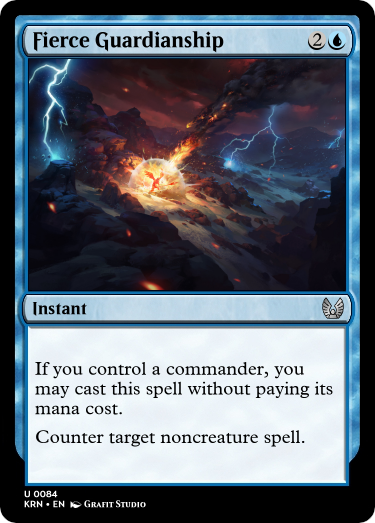 Fierce Guardianship 2
Instant
If you control a commander, you
may cast this spell without paying its
mana cost.
Counter target noncreature spell.
U 0084
KRN • EN Grafit Studio